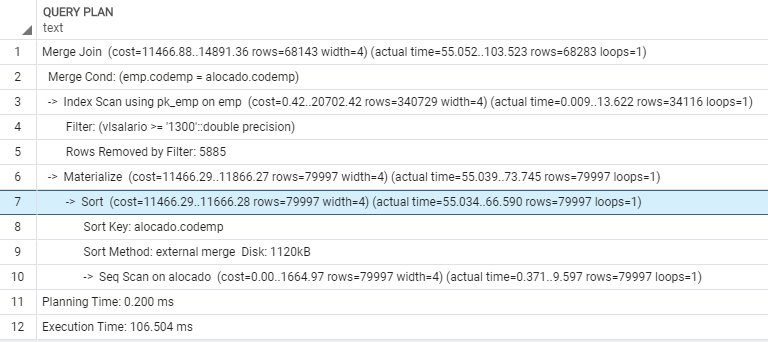 QUERY PLAN
text
1 Merge Join (cost=11466.88..14891.36 rows=68143 width=4) (actual time=55.052..103.523 rows=68283 loops=1)
2 Merge Cond: (emp.codemp = alocado.codemp)
3 -> Index Scan using pk_emp on emp (cost=0.42..20702.42 rows=340729 width=4) (actual time=0.009..13.622 rows=34116 loops=1)
4 Filter: (vlsalario >= '1300'::double precision)
5 Rows Removed by Filter: 5885
6 -> Materialize (cost=11466.29..11866.27 rows=79997 width=4) (actual time=55.039..73.745 rows=79997 loops=1)
7 -> Sort (cost=11466.29..11666.28 rows=79997 width=4) (actual time=55.034..66.590 rows=79997 loops=1)
8 Sort Key: alocado.codemp
9 Sort Method: external merge Disk: 1120kB
10 -> Seq Scan on alocado (cost=0.00..1664.97 rows=79997 width=4) (actual time=0.371..9.597 rows=79997 loops=1)
11 Planning Time: 0.200 ms
12 Execution Time: 106.504 ms